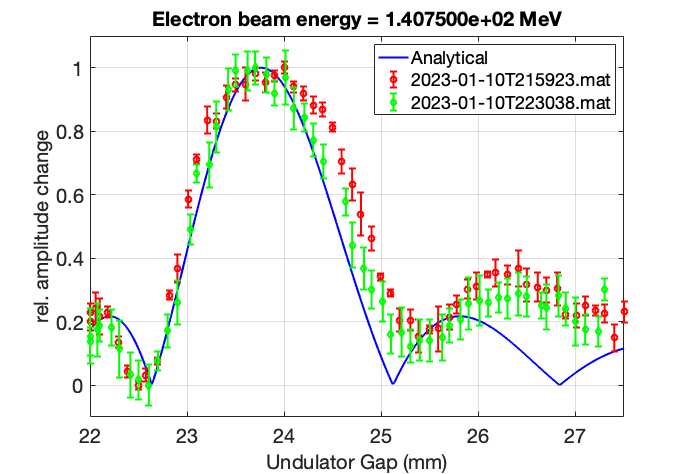 Electron beam energy = 1.407500e+02 MeV
Analytical
2023-01-10T215923.mat
2023-01-10T223038.mat
rel. amplitude change
1
0.8
0.6
0.4
0.2
0
22 23 24 25 26 27
Undulator Gap (mm)